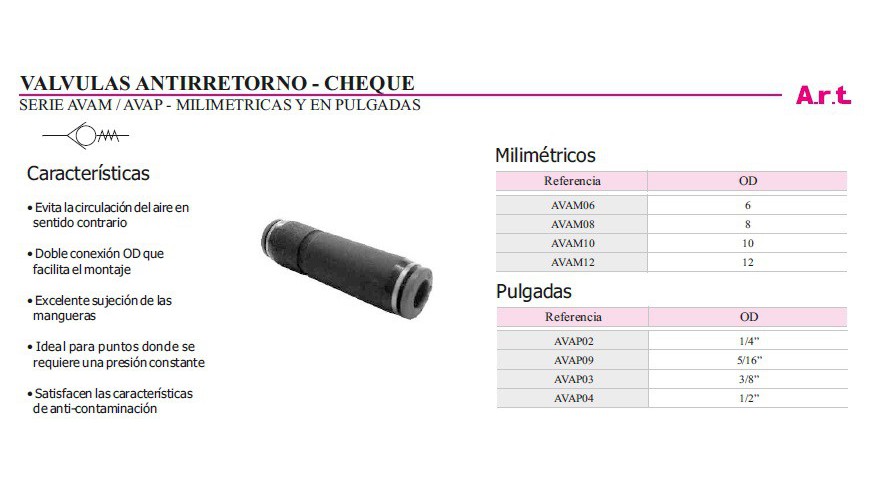 VALVULAS ANTIRRETORNO - CHEQUE
SERIE AVAM / AVAP - MILIMETRICAS Y EN PULGADAS
A.r.t.
Características
• Evita la circulación del aire en
sentido contrario
• Doble conexión OD que
facilita el montaje
• Excelente sujeción de las
mangueras
• Ideal para puntos donde se
requiere una presión constante
• Satisfacen las características
de anti-contaminación
Milimétricos
Referencia OD
AVAM06 6
AVAM08 8
AVAM10 10
AVAM12 12
Pulgadas
Referencia OD
AVAP02 1/4”
AVAP09 5/16”
AVAP03 3/8”
AVAP04 1/2”